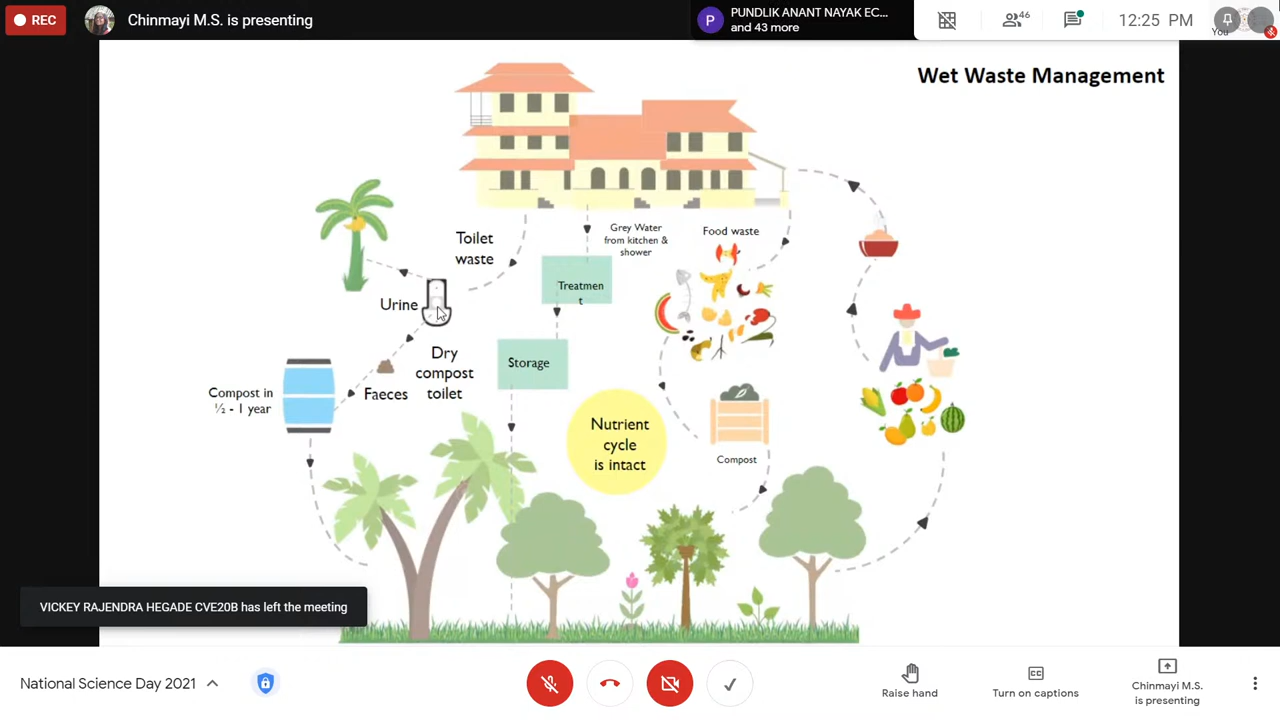 REC
Chinmayi M.S. is presenting
P
PUNDLIK ANANT NAYAK EC...
and 43 more
46
12:25 PM
You
Wet Waste Management
Toilet
waste
Grey Water
from kitchen &
shower
Food waste
Treatmen
t
Urine
Storage
Dry
compost
toilet
Faeces
Compost in
½ - 1 year
Nutrient
cycle
is intact
Compost
VICKEY RAJENDRA HEGADE CVE20B has left the meeting
National Science Day 2021
Raise hand
Turn on captions
Chinmayi M.S.
is presenting
CC